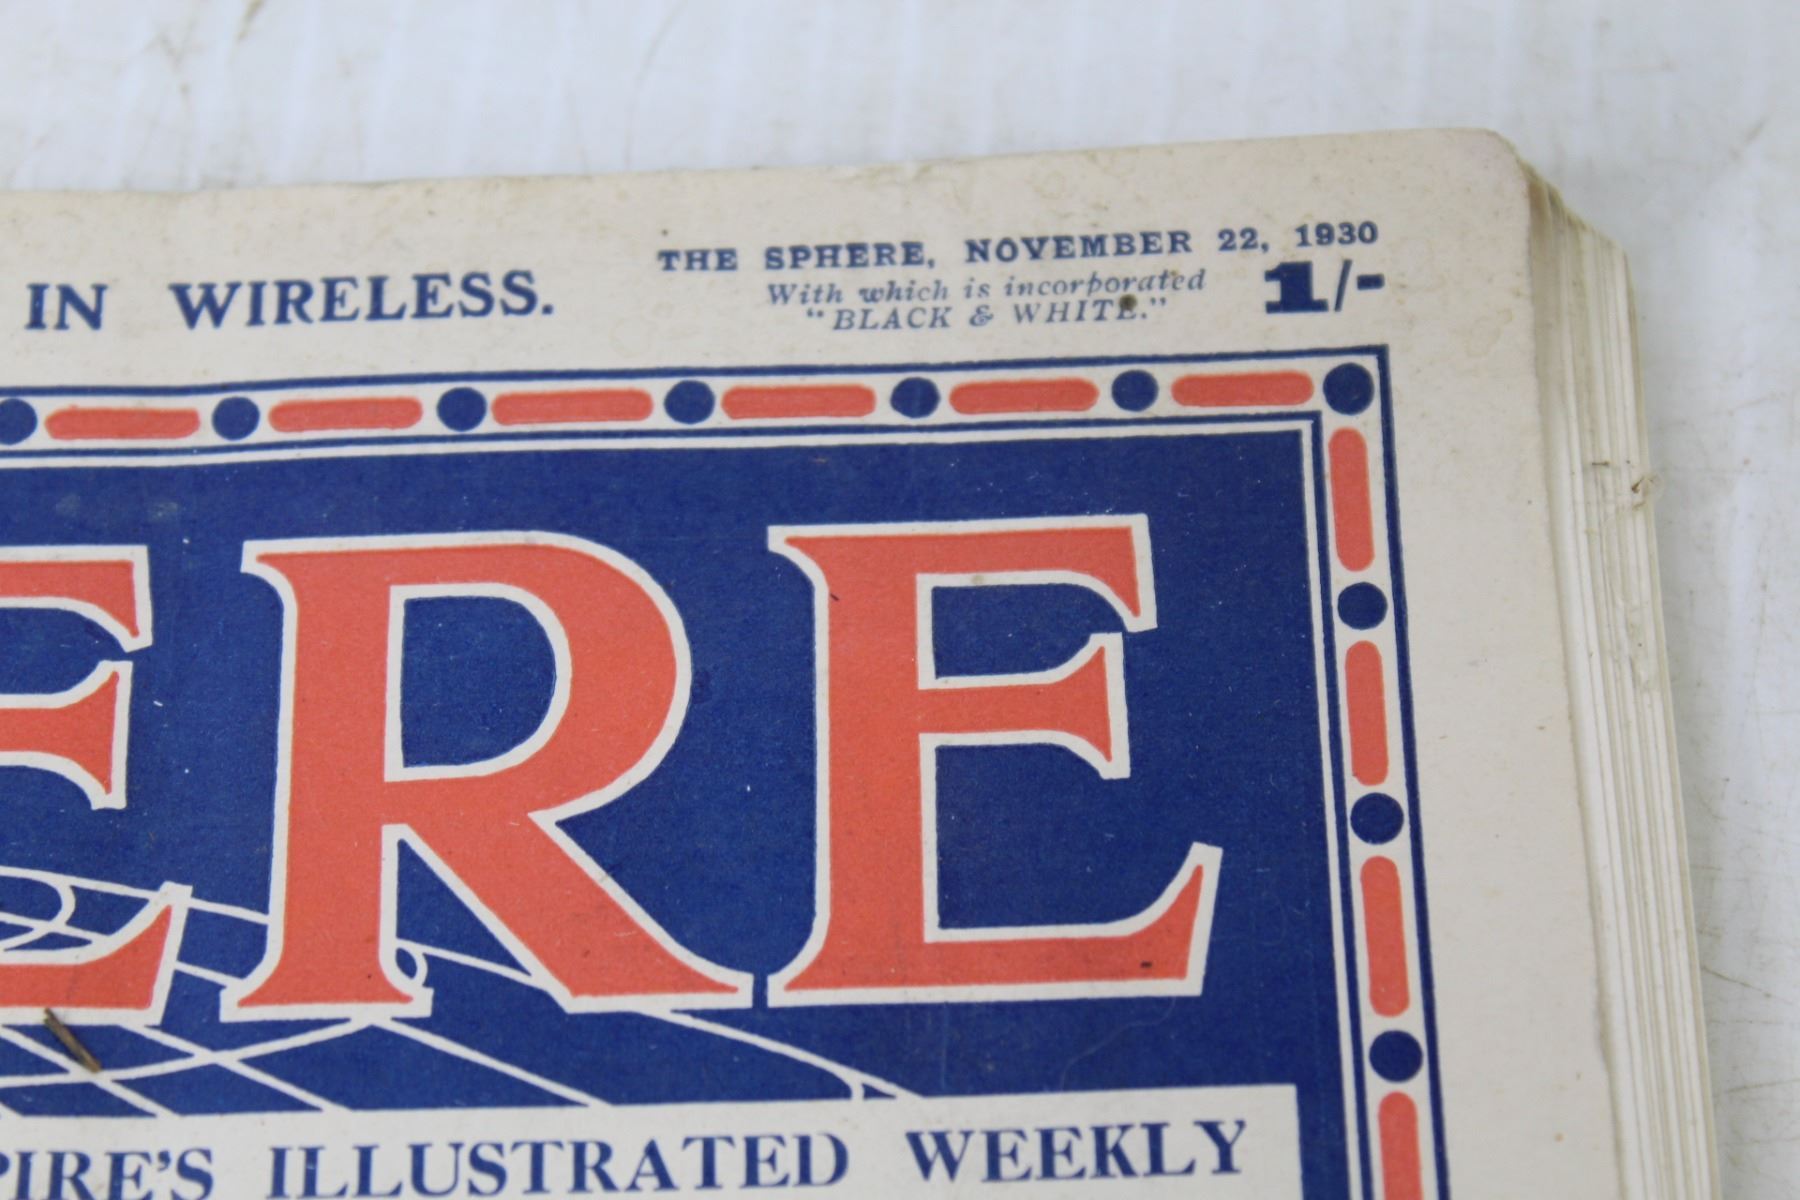 IN WIRELESS.
THE SPHERE, NOVEMBER 22, 1930
With which is incorporated
"BLACK & WHITE."
1/-
ERE
PIRE'S ILLUSTRATED WEEKLY